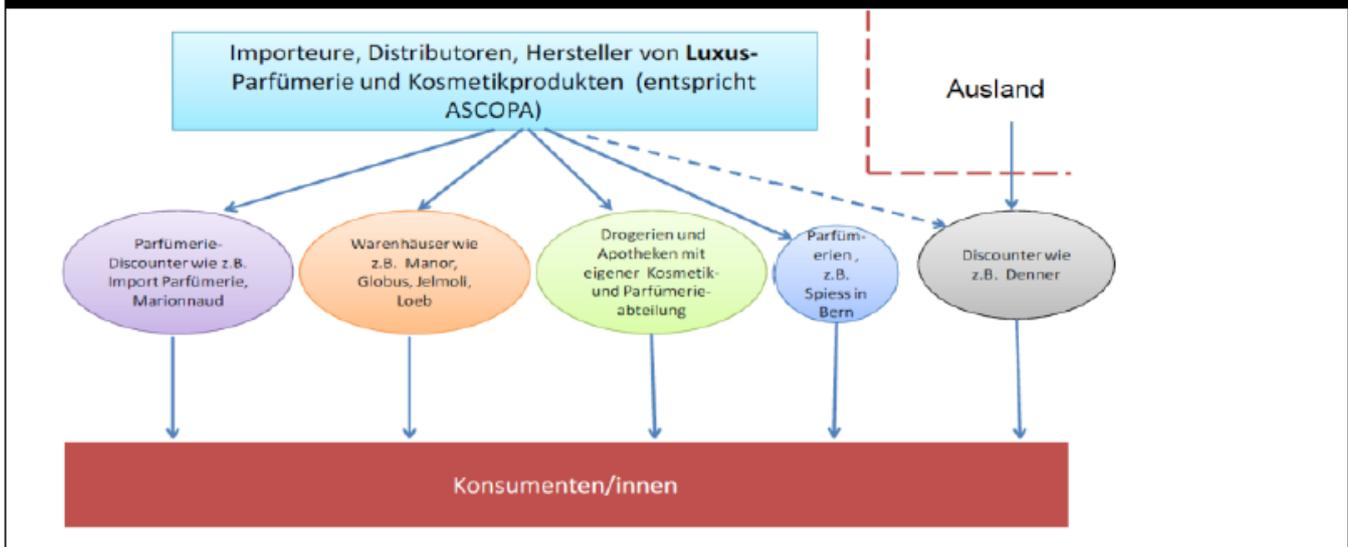 Importeure, Distributoren, Hersteller von Luxus-
Parfümerie und Kosmetikprodukten (entspricht
ASCOPA)
Ausland
Parfümerie-
Discounter wie z.B.
Import Parfümerie,
Marionnaud
Warenhäuser wie
z.B. Manor,
Globus, Jelmoli,
Loeb
Drogerien und
Apotheken mit
eigener Kosmetik-
und Parfümerie-
abteilung
Parfüm-
erien ,
z.B.
Spiess in
Bern
Discounter wie
z.B. Denner
Konsumenten/innen